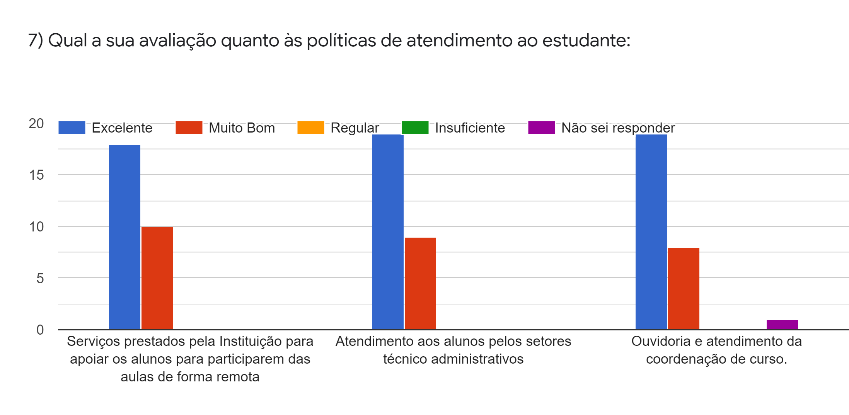 7) Qual a sua avaliação quanto às políticas de atendimento ao estudante:
20
Excelente Muito Bom Regular Insuficiente Não sei responder
15
10
5
0
Serviços prestados pela Instituição para
apoiar os alunos para participarem das
aulas de forma remota
Atendimento aos alunos pelos setores
técnico administrativos
Ouvidoria e atendimento da
coordenação de curso.